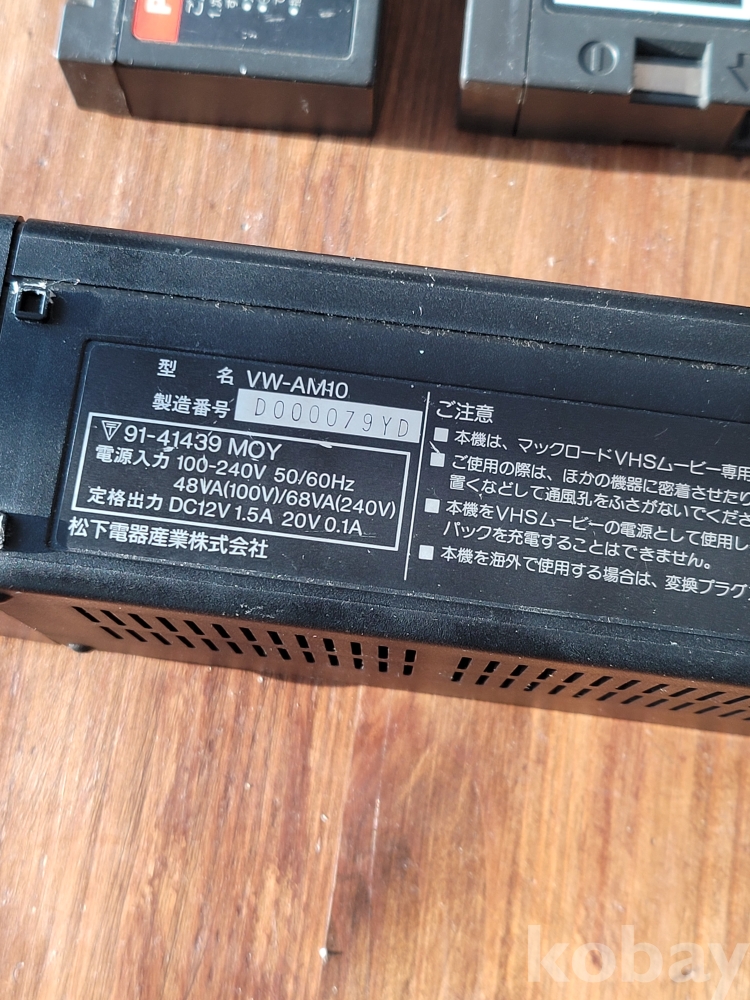 型 名 VW-AM10
製造番号 D000079YD
91-41439 MOY
電源入力 100-240V 50/60Hz
48VA(100V)/68VA(240V)
定格出力 DC12V 1.5A 20V 0.1A
松下電器産業株式会社
ご注意
■ 本機は、マックロードVHSムービー専用
■ ご使用の際は、ほかの機器に密着させたり
置くなどして通風孔をふさがないでくださ
■ 本機をVHSムービーの電源として使用し
パックを充電することはできません。
■ 本機を海外で使用する場合は、変換プラグ
kobay